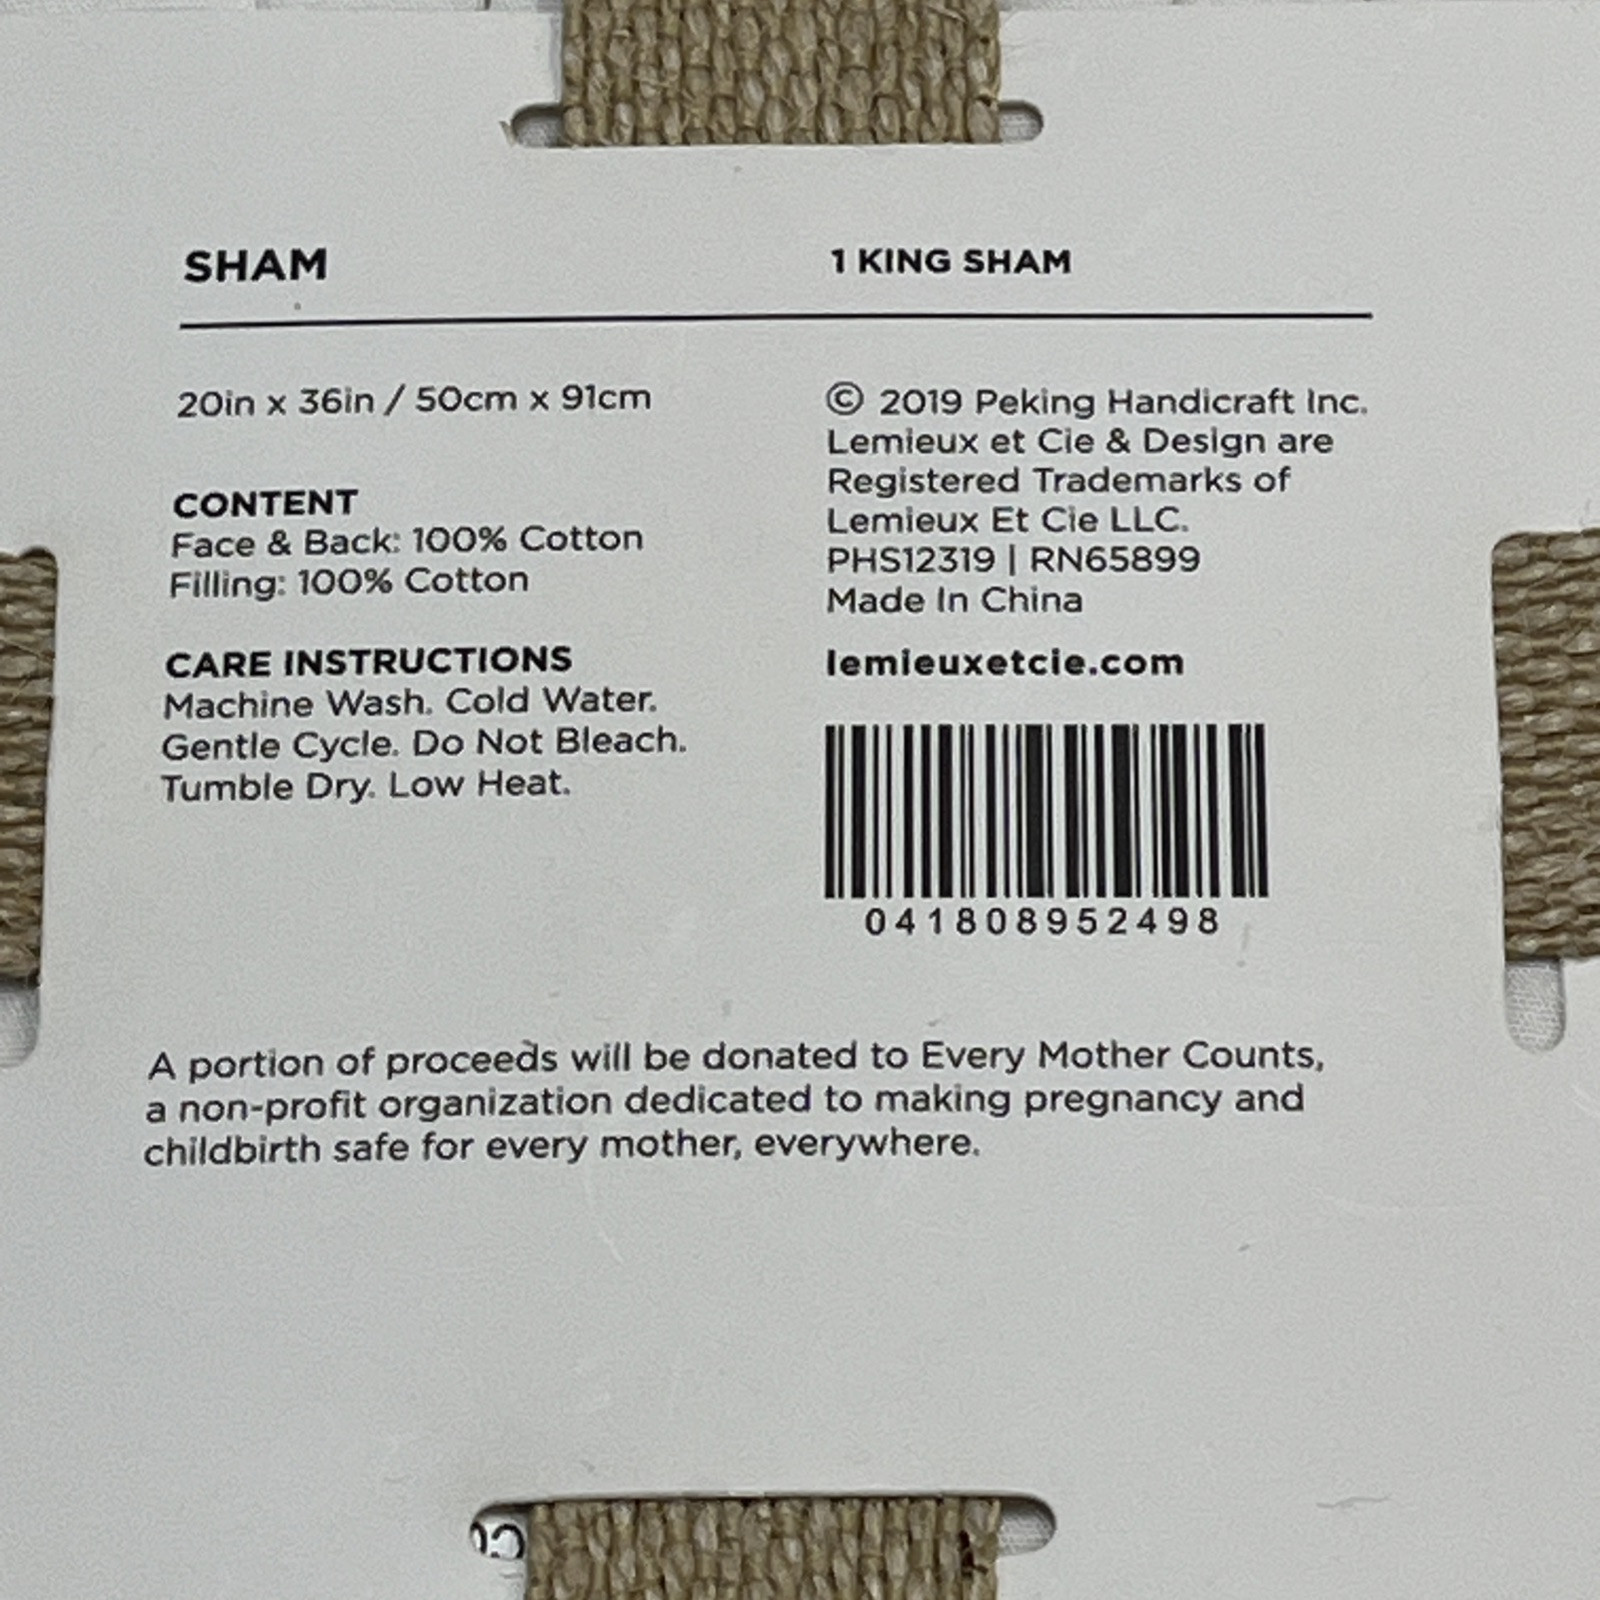 SHAM
1 KING SHAM
20in x 36in / 50cm x 91cm
CONTENT
Face & Back: 100% Cotton
Filling: 100% Cotton
CARE INSTRUCTIONS
Machine Wash. Cold Water.
Gentle Cycle. Do Not Bleach.
Tumble Dry. Low Heat.
© 2019 Peking Handicraft Inc.
Lemieux et Cie & Design are
Registered Trademarks of
Lemieux Et Cie LLC.
PHS12319 | RN65899
Made In China
lemieuxetcie.com
041808952498
A portion of proceeds will be donated to Every Mother Counts,
a non-profit organization dedicated to making pregnancy and
childbirth safe for every mother, everywhere.